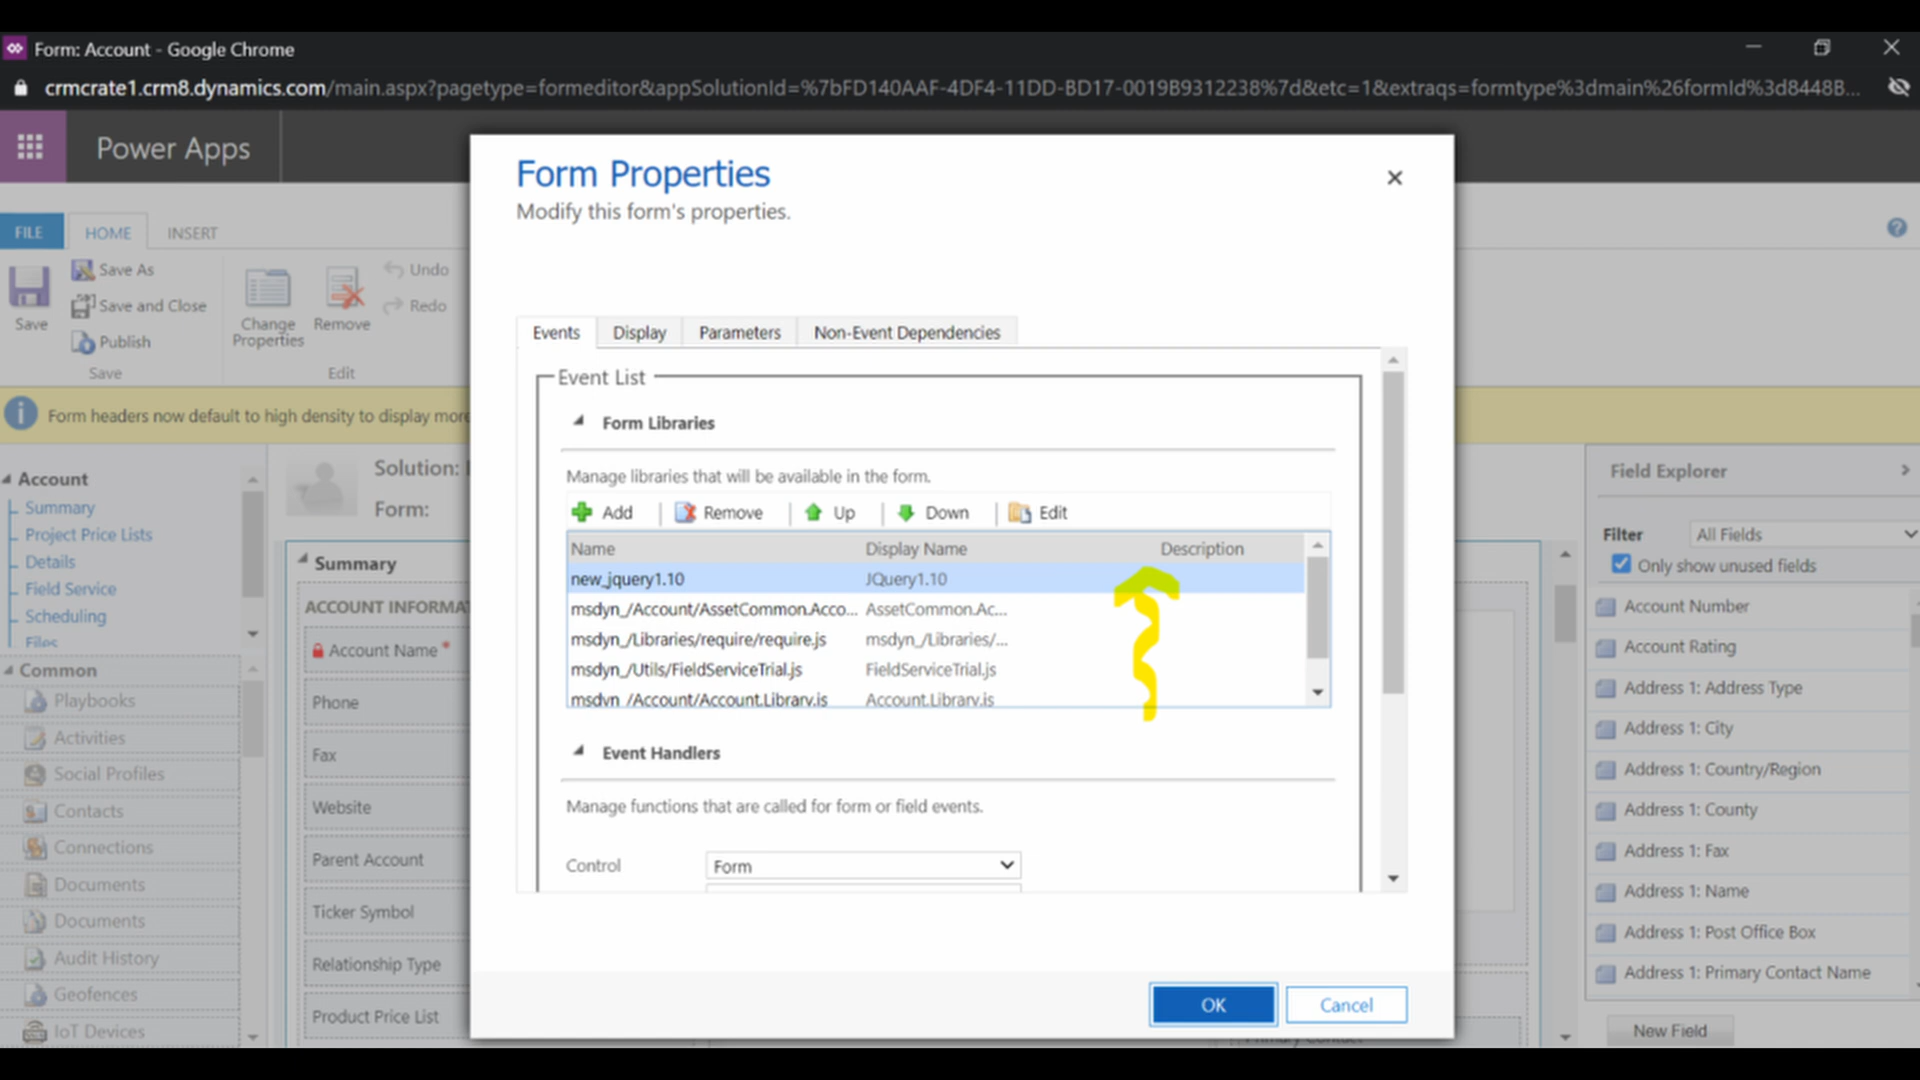 Form: Account - Google Chrome
crmcrate1.crm8.dynamics.com/main.aspx?pagetype=formeditor&appSolutionId=%7bFD140AAF-4DF4-11DD-BD17-0019B9312238%7d&etc=1&extraqs=formtype%3dmain%26formId%3d8448B...
Power Apps
FILE
HOME
INSERT
Save
Save As
Save and Close
Publish
Save
Change
Properties
Remove
Undo
Redo
Edit
Form headers now default to high density to display more
Account
Summary
Project Price Lists
Details
Field Service
Scheduling
Files
Common
Playbooks
Activities
Social Profiles
Contacts
Connections
Documents
Documents
Audit History
Geofences
IoT Devices
Solution:
Form:
Summary
ACCOUNT INFORMA
Account Name *
Phone
Fax
Website
Parent Account
Ticker Symbol
Relationship Type
Product Price List
Form Properties
Modify this form's properties.
Events
Display
Parameters
Non-Event Dependencies
Event List
Form Libraries
Manage libraries that will be available in the form.
Add
Remove
Up
Down
Edit
Name Display Name Description
new_jquery1.10 JQuery1.10
msdyn_/Account/AssetCommon.Acco... AssetCommon.Ac...
msdyn_/Libraries/require/require.js msdyn_/Libraries/...
msdyn_/Utils/FieldServiceTrial.js FieldServiceTrial.js
msdyn_/Account/Account.Library.js Account.Library.js
Event Handlers
Manage functions that are called for form or field events.
Control Form
OK
Cancel
Field Explorer
Filter All Fields
Only show unused fields
Account Number
Account Rating
Address 1: Address Type
Address 1: City
Address 1: Country/Region
Address 1: County
Address 1: Fax
Address 1: Name
Address 1: Post Office Box
Address 1: Primary Contact Name
New Field